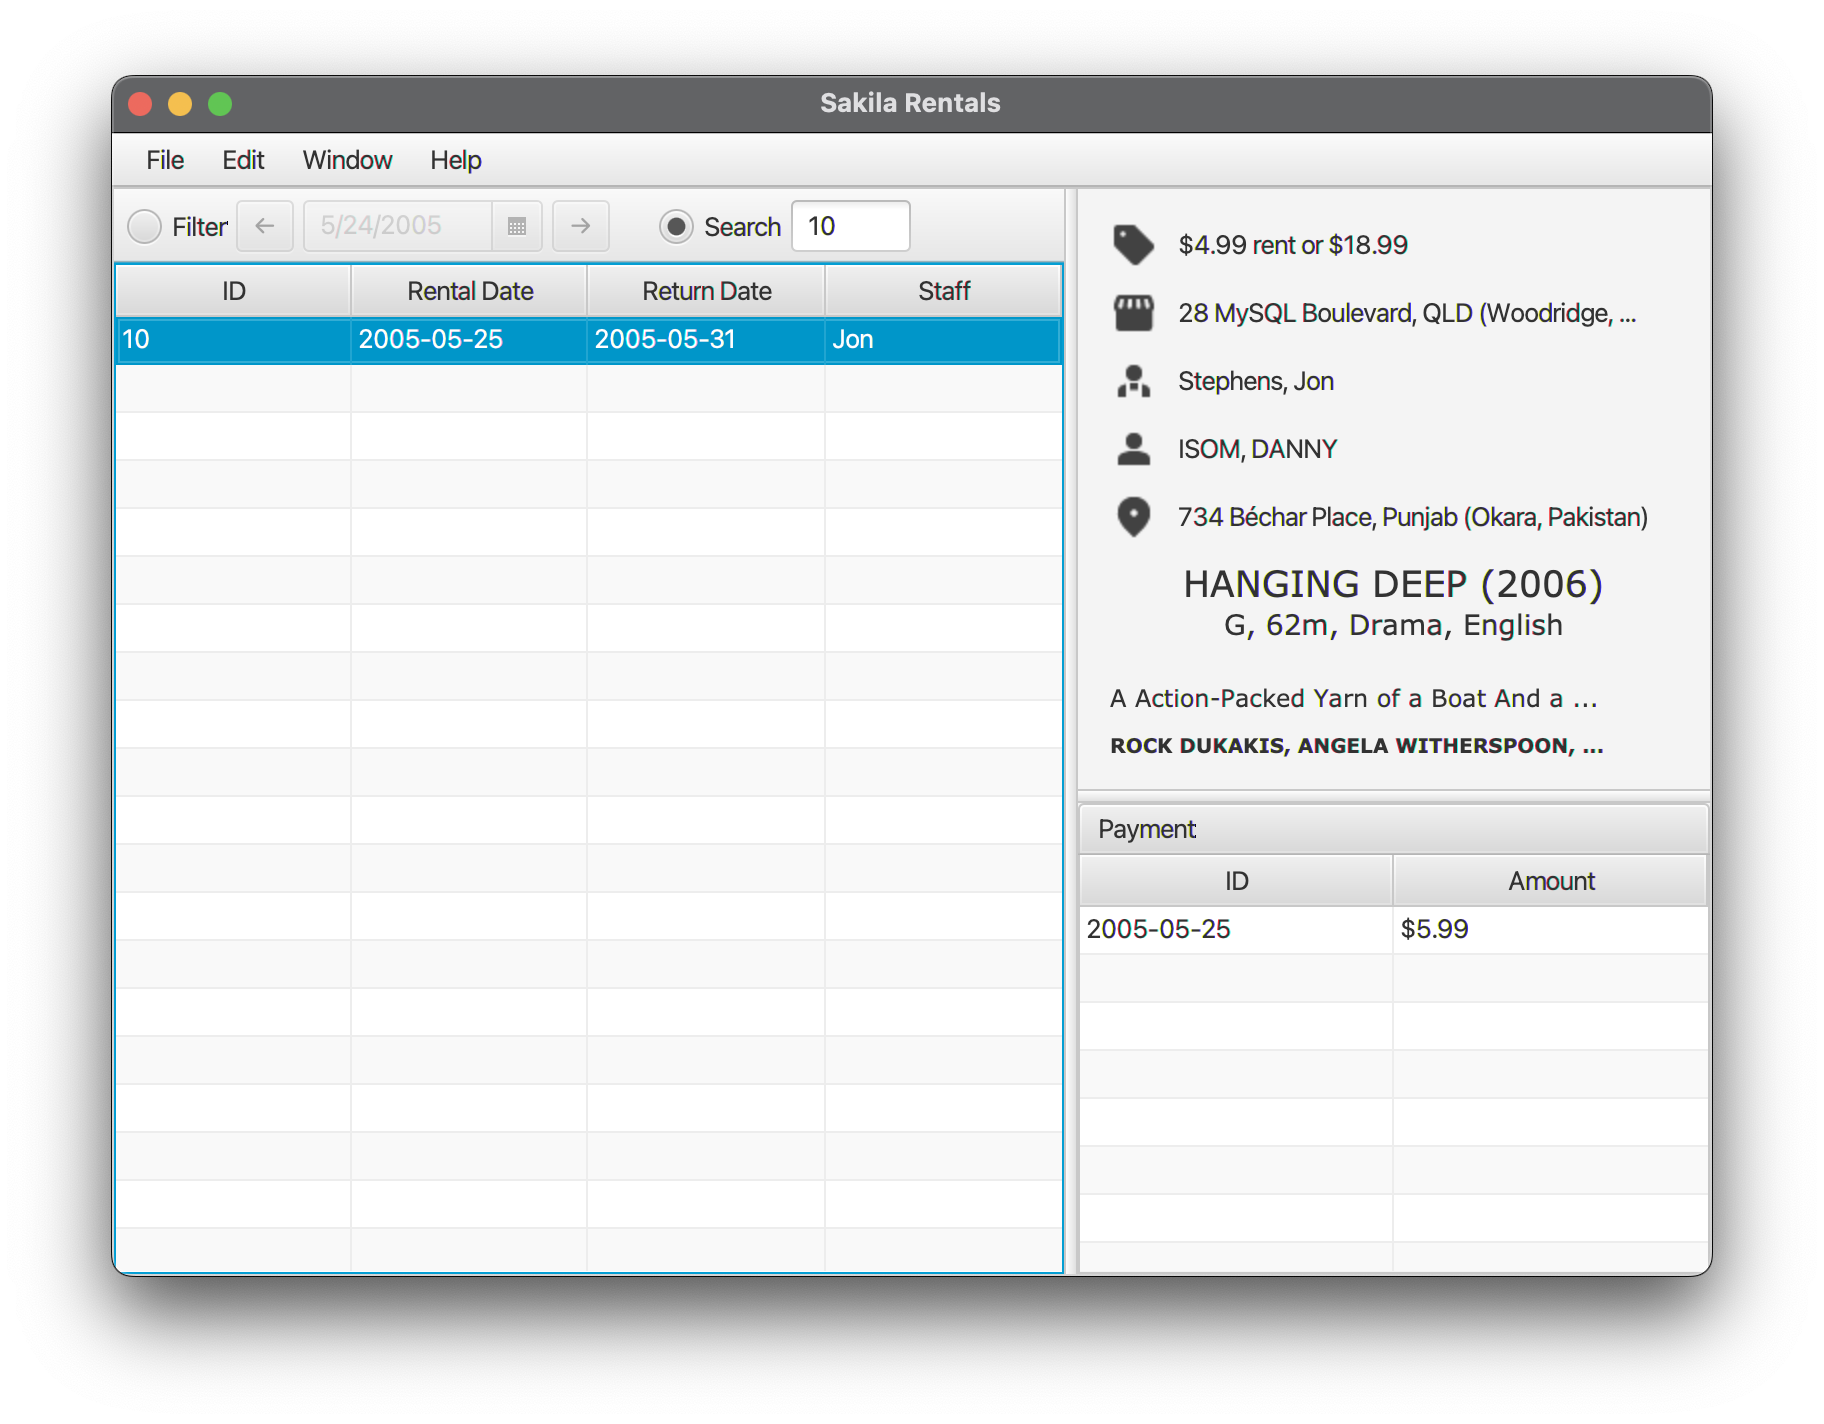 Sakila Rentals
File Edit Window Help
Filter 5/24/2005 Search 10
ID Rental Date Return Date Staff
10 2005-05-25 2005-05-31 Jon
$4.99 rent or $18.99
28 MySQL Boulevard, QLD (Woodridge, ...
Stephens, Jon
ISOM, DANNY
734 Béchar Place, Punjab (Okara, Pakistan)
HANGING DEEP (2006)
G, 62m, Drama, English
A Action-Packed Yarn of a Boat And a ...
ROCK DUKAKIS, ANGELA WITHERSPOON, ...
Payment
ID Amount
2005-05-25 $5.99